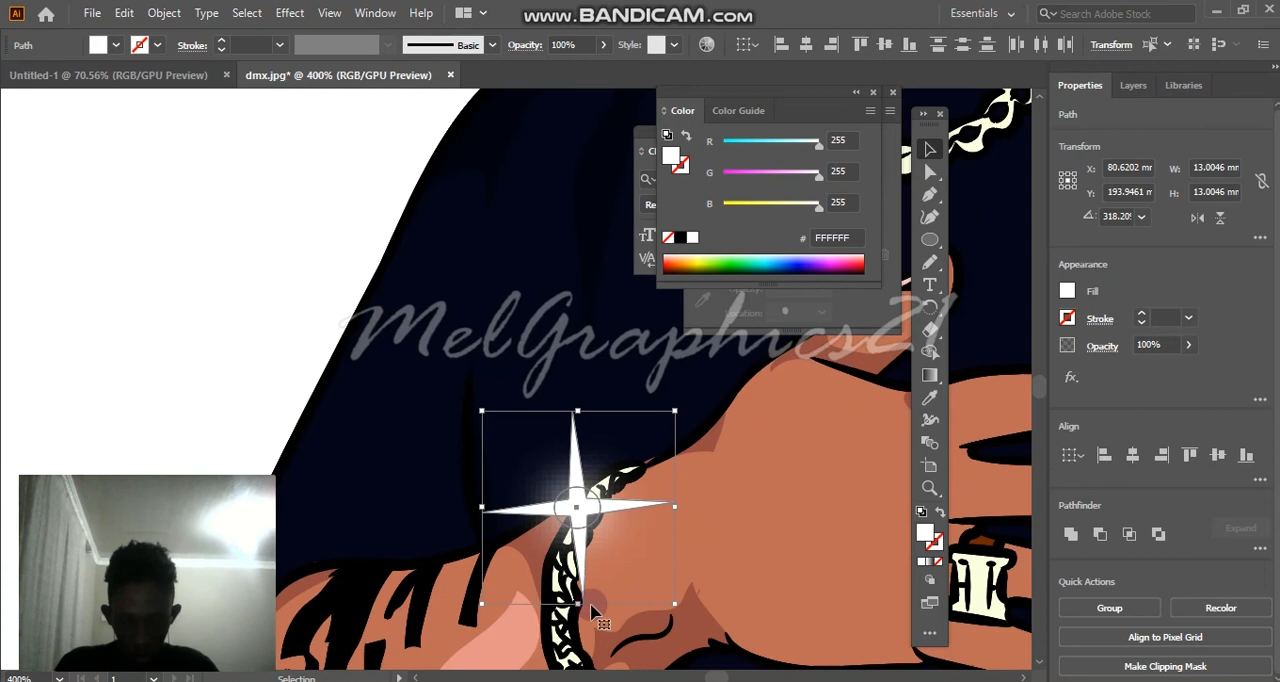 www.BANDICAM.com
Ai File Edit Object Type Select Effect View Window Help Essentials Search Adobe Stock
Path Stroke: Basic Opacity: 100% Style: Transform
Untitled-1 @ 70.56% (RGB/GPU Preview) × dmx.jpg* @ 400% (RGB/GPU Preview) ×
Color Color Guide
R 255
G 255
B 255
# FFFFFF
MelGraphics21
Properties Layers Libraries
Path
Transform
X: 80.6202 mm W: 13.0046 mm
Y: 193.9461 m H: 13.0046 mm
318.20°
Appearance
Fill
Stroke
Opacity 100%
fx.
Align
Pathfinder
Expand
Quick Actions
Group Recolor
Align to Pixel Grid
Make Clipping Mask
400% 1 Selection